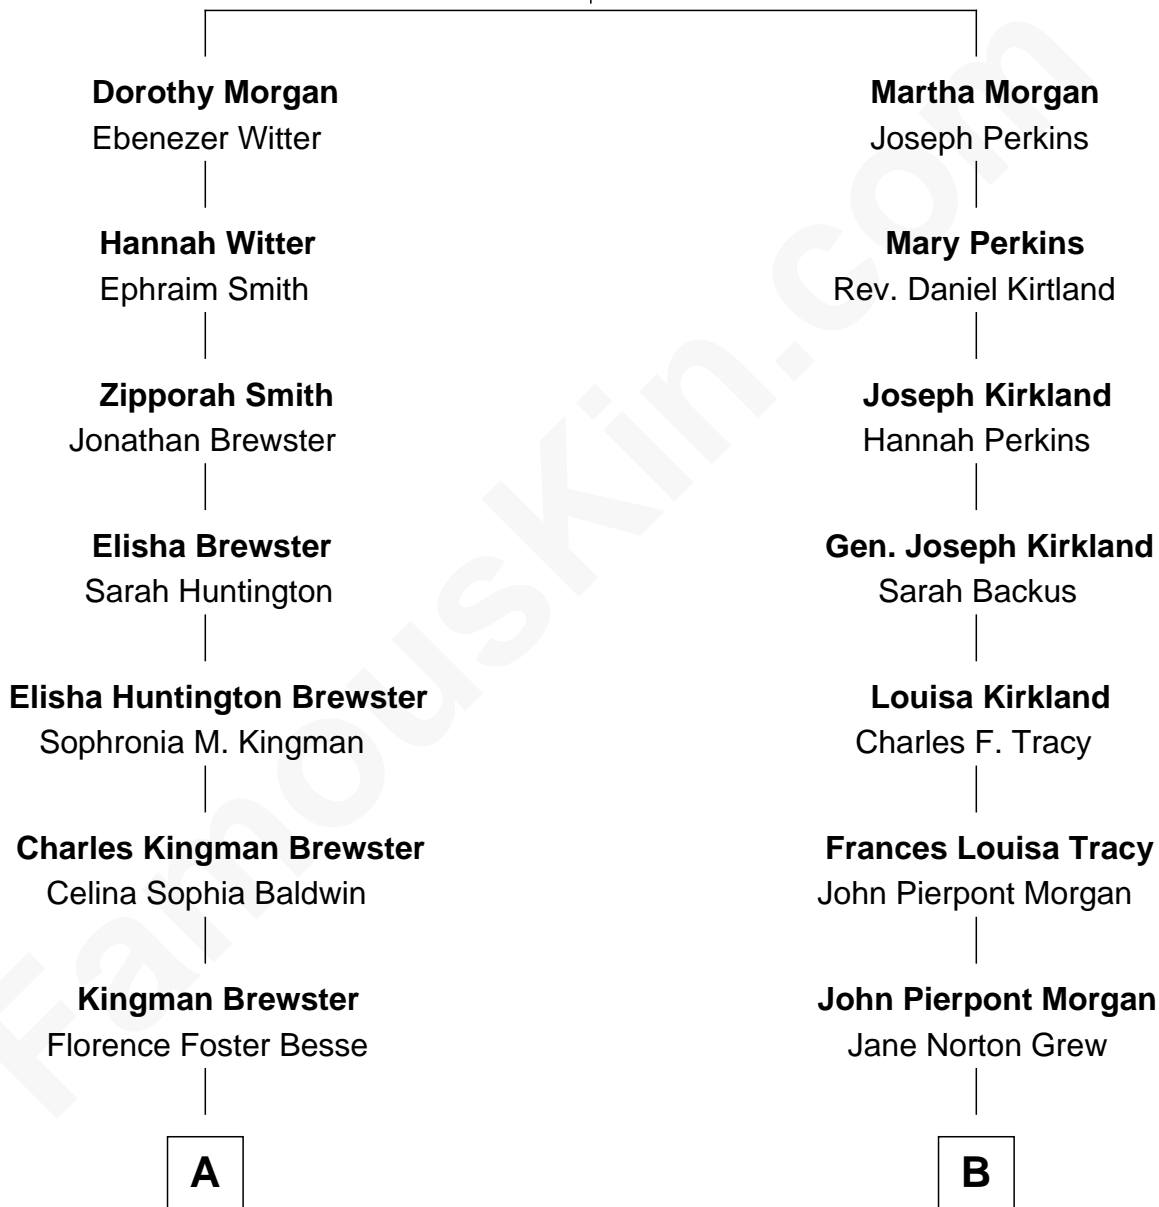 Dorothy Morgan
Ebenezer Witter
Hannah Witter
Ephraim Smith
Zipporah Smith
Jonathan Brewster
Elisha Brewster
Sarah Huntington
Elisha Huntington Brewster
Sophronia M. Kingman
Charles Kingman Brewster
Celina Sophia Baldwin
Kingman Brewster
Florence Foster Besse
A
Martha Morgan
Joseph Perkins
Mary Perkins
Rev. Daniel Kirtland
Joseph Kirkland
Hannah Perkins
Gen. Joseph Kirkland
Sarah Backus
Louisa Kirkland
Charles F. Tracy
Frances Louisa Tracy
John Pierpont Morgan
John Pierpont Morgan
Jane Norton Grew
B
FamousKin.com